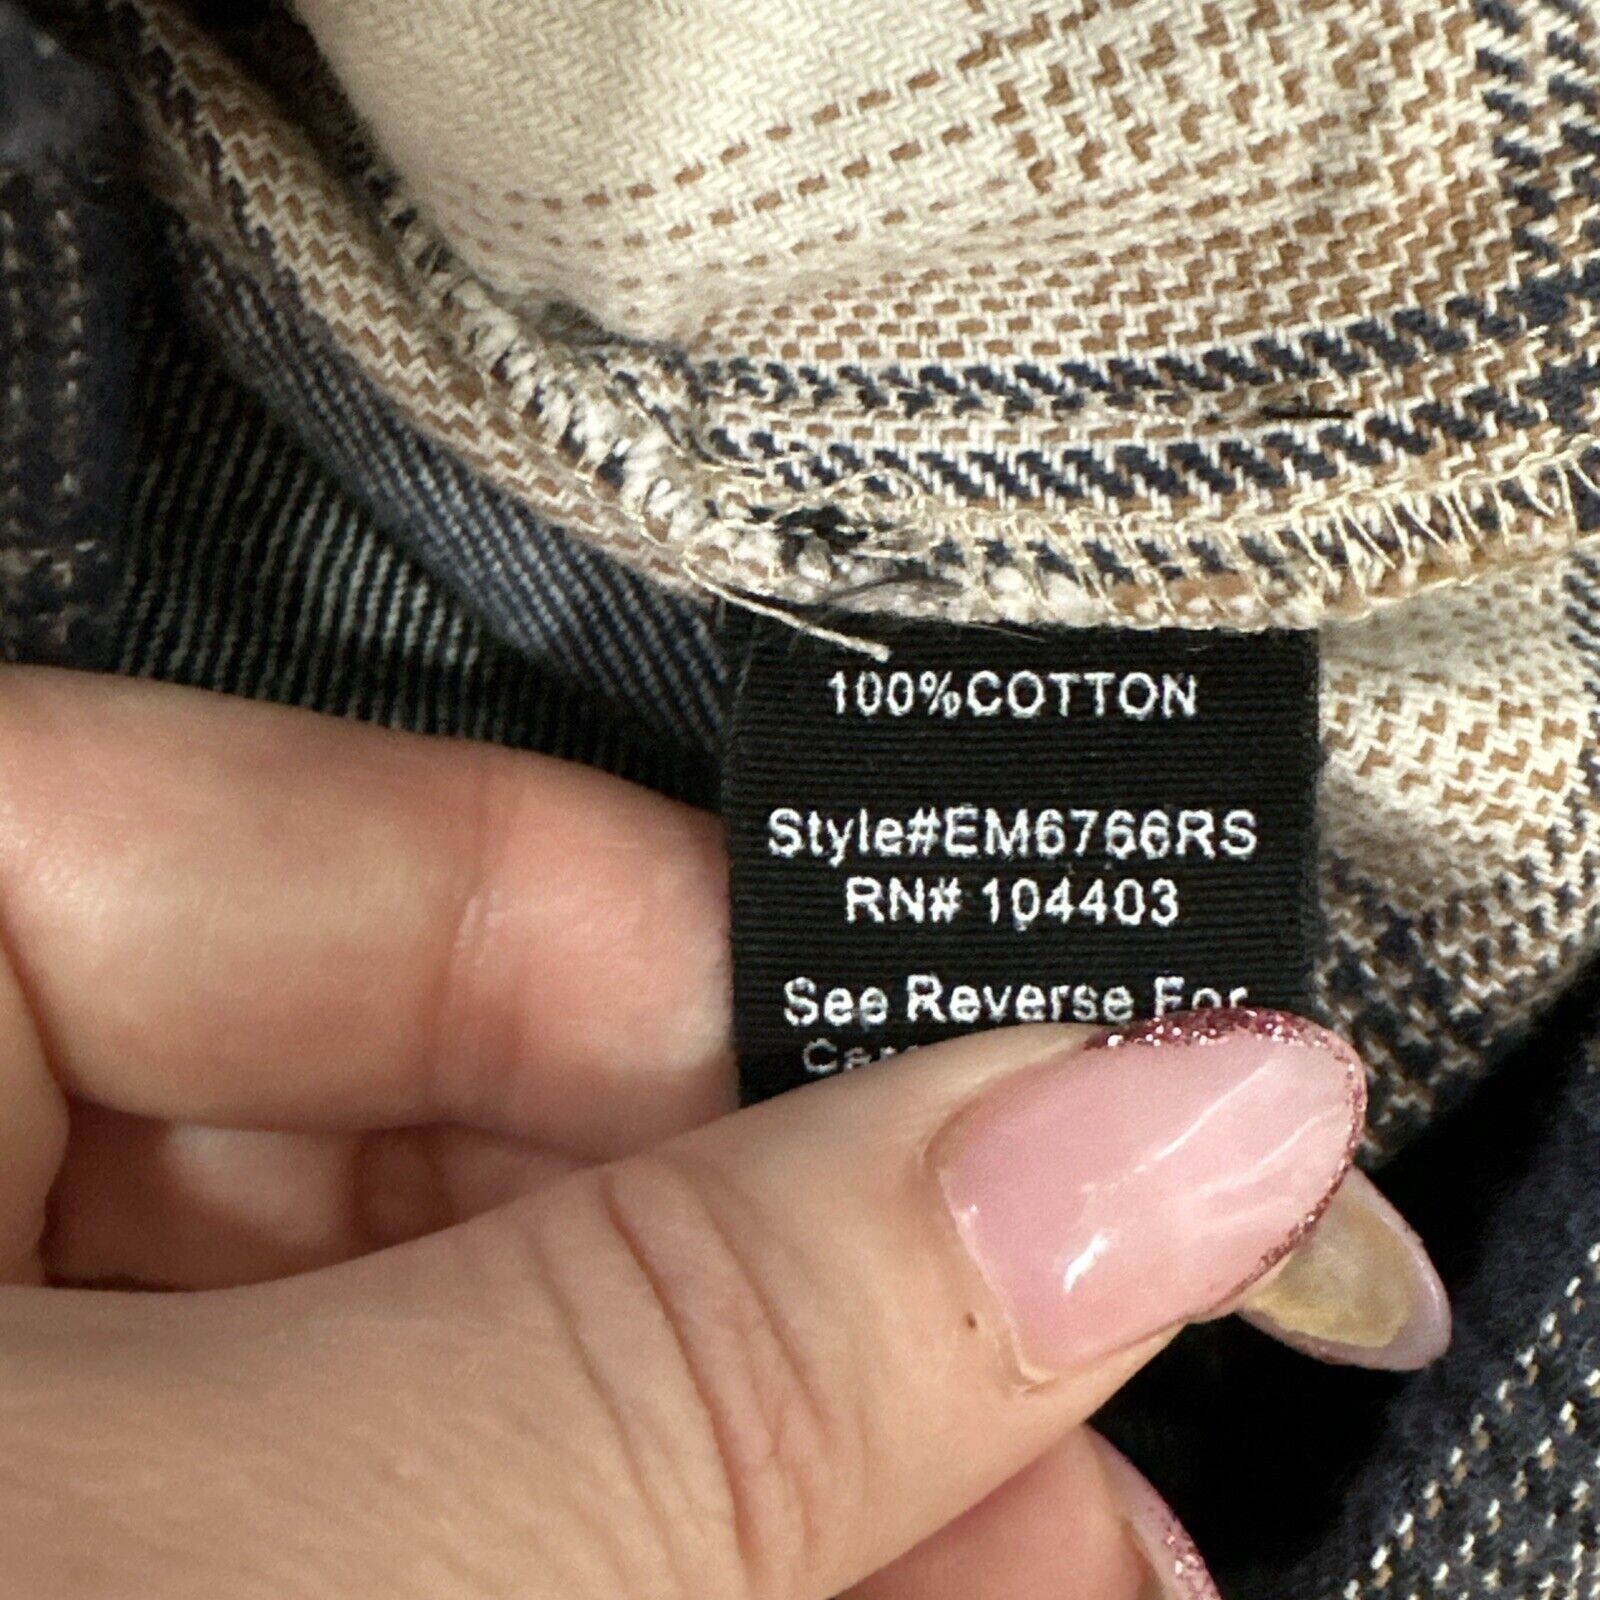 100%COTTON
Style#EM6766RS
RN# 104403
See Reverse For